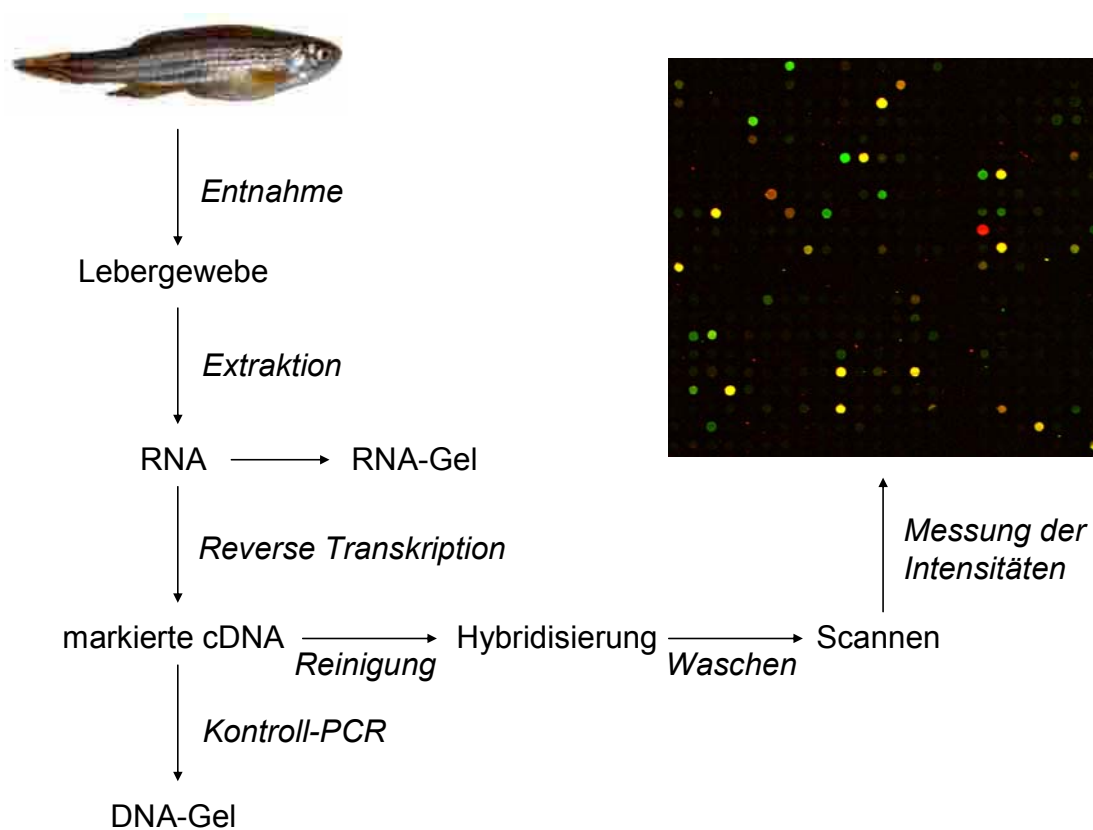 Entnahme
Lebergewebe
Extraktion
RNA
RNA-Gel
Reverse Transkription
Messung der
Intensitäten
markierte cDNA
Reinigung
Hybridisierung
Waschen
Scannen
Kontroll-PCR
DNA-Gel